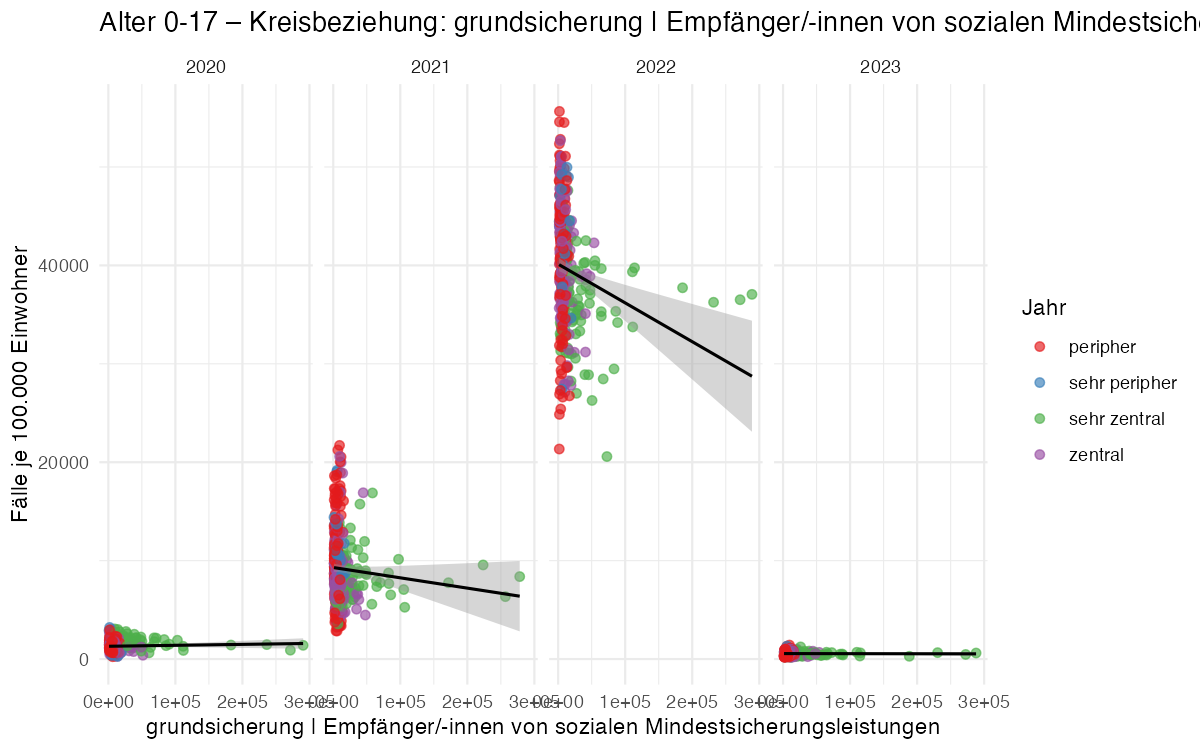 Alter 0-17 – Kreisbeziehung: grundsicherung | Empfänger/-innen von sozialen Mindestsich
2020 2021 2022 2023
Fälle je 100.000 Einwohner
40000
20000
0
0e+00 1e+05 2e+05 3e+05 0e+00 1e+05 2e+05 3e+05 0e+00 1e+05 2e+05 3e+05 0e+00 1e+05 2e+05 3e+05
grundsicherung | Empfänger/-innen von sozialen Mindestsicherungsleistungen
Jahr
peripher
sehr peripher
sehr zentral
zentral